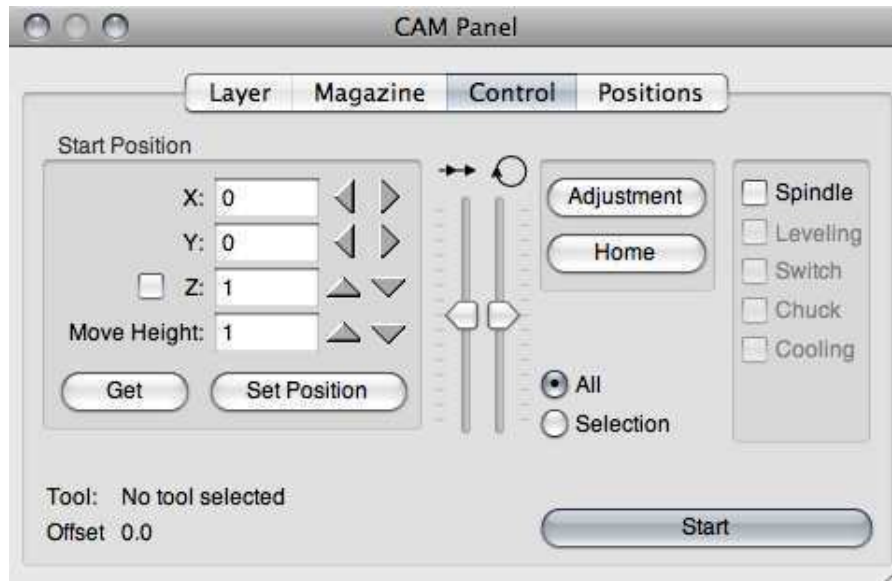 CAM Panel
Layer Magazine Control Positions
Start Position
X: 0
Y: 0
Z: 1
Move Height: 1
Get Set Position
Adjustment
Home
All
Selection
Spindle
Leveling
Switch
Chuck
Cooling
Tool: No tool selected
Offset 0.0
Start